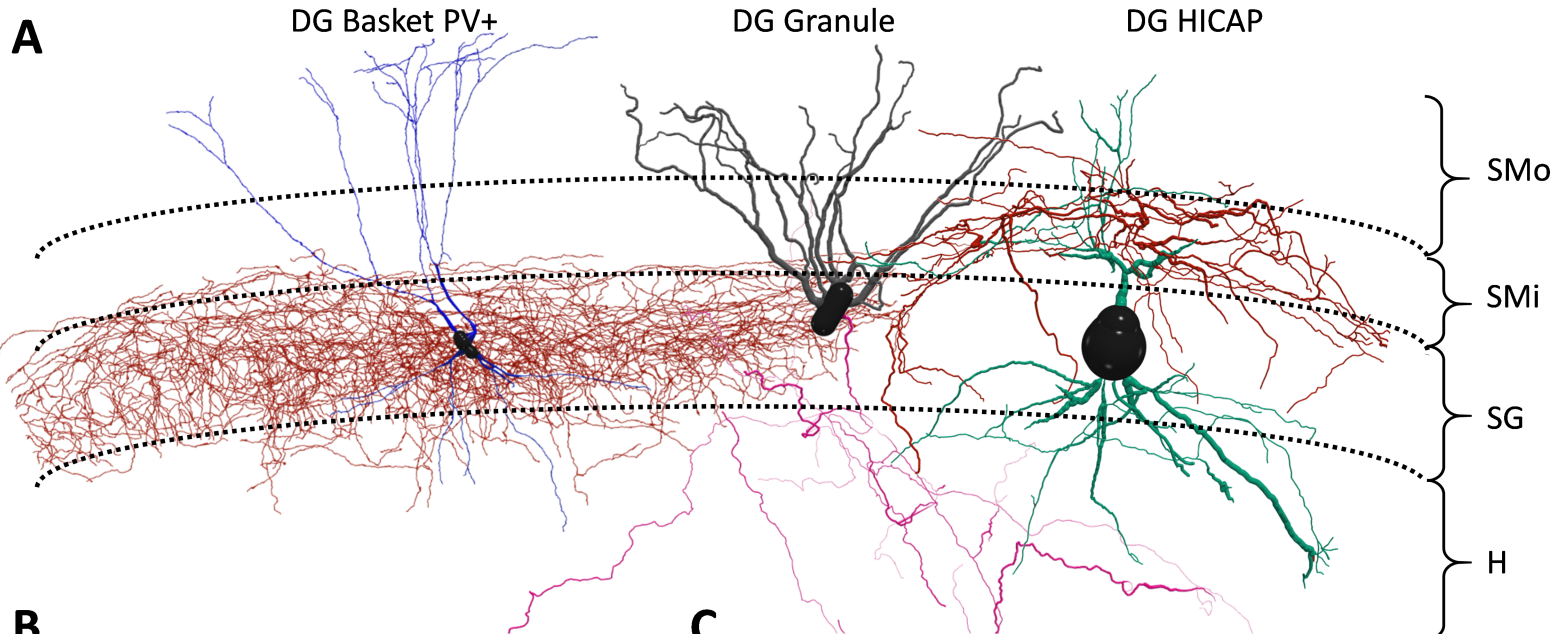 A
DG Basket PV+
DG Granule
DG HICAP
SMo
SMi
SG
H
B
C